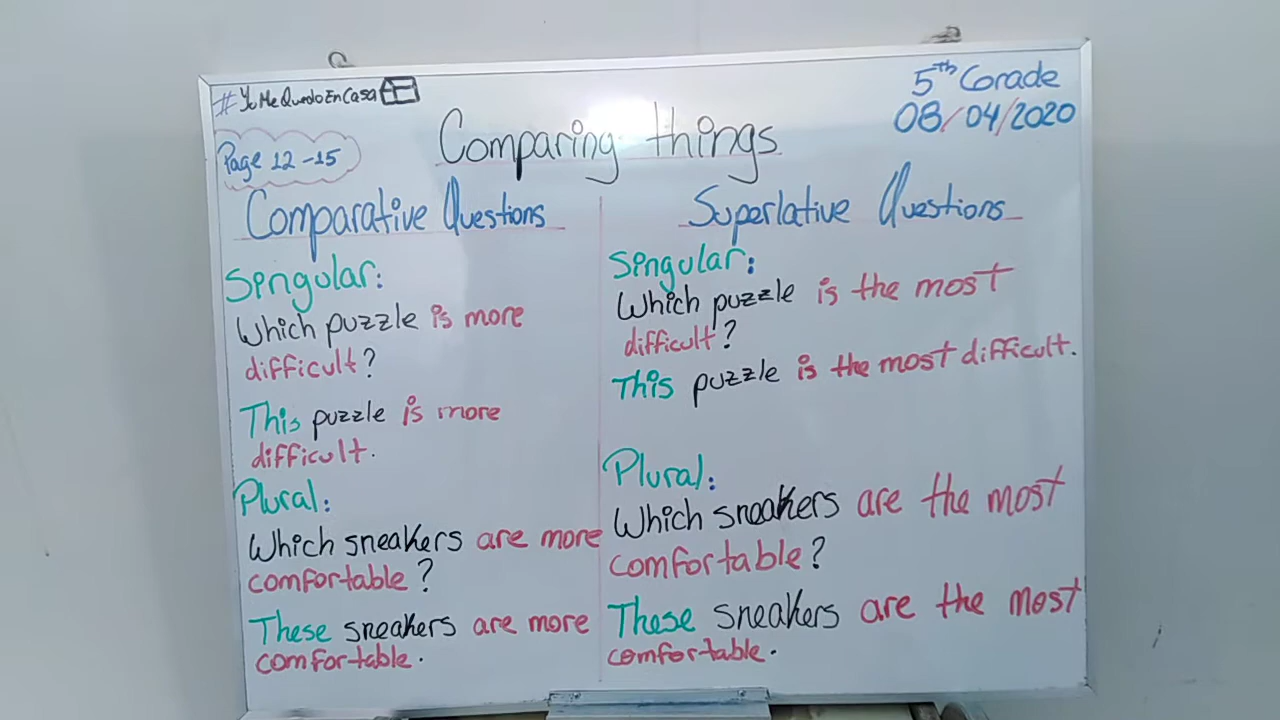 #YoMeQuedoEnCasa
5th Grade
08/04/2020
Page 12-15
Comparing things
Comparative Questions
Singular:
Which puzzle is more
difficult?
This puzzle is more
difficult.
Plural:
Which sneakers are more
comfortable?
These sneakers are more
comfortable.
Superlative Questions
Singular:
Which puzzle is the most
difficult?
This puzzle is the most difficult.
Plural:
Which sneakers are the most
comfortable?
These sneakers are the most
comfortable.